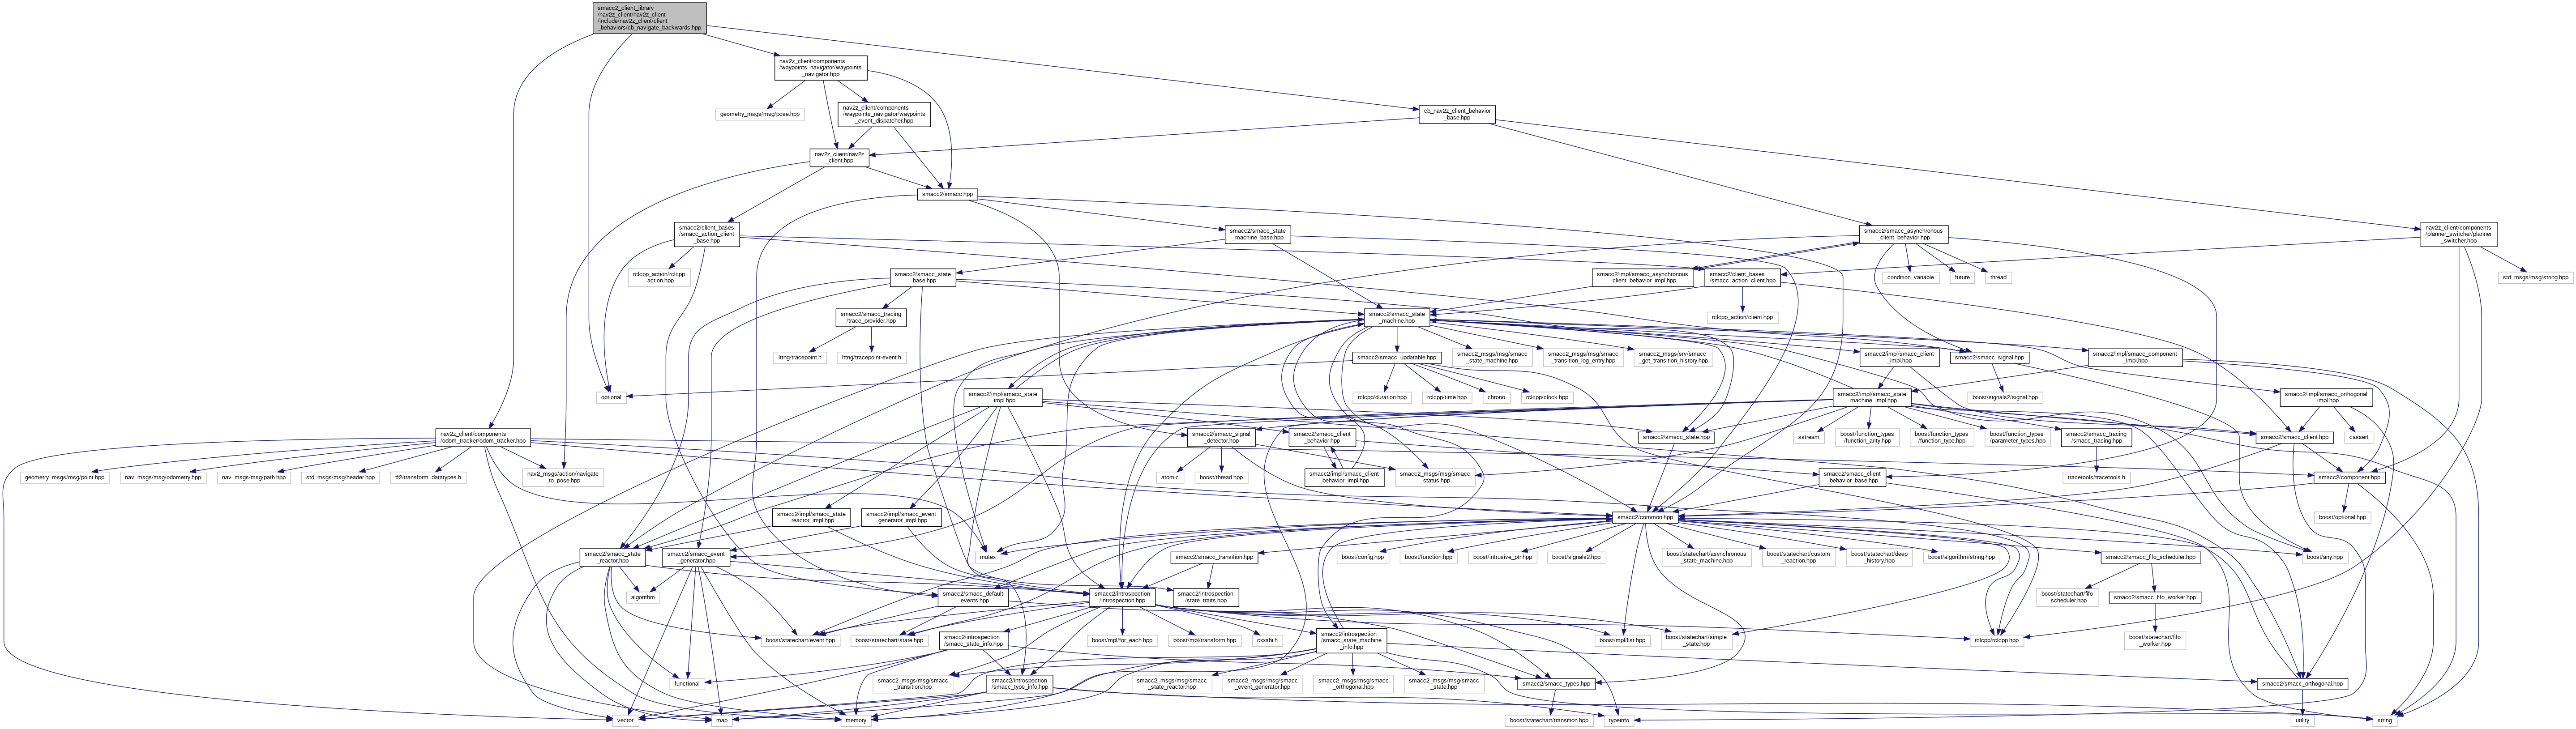 smacc2_client_library
/nav2z_client/nav2z_client
/include/nav2z_client/client
_behaviors/cb_navigate_backwards.hpp
nav2z_client/components
/waypoints_navigator/waypoints
_navigator.hpp
geometry_msgs/msg/pose.hpp
nav2z_client/components
/waypoints_navigator/waypoints
_event_dispatcher.hpp
cb_nav2z_client_behavior
_base.hpp
nav2z_client/nav2z
_client.hpp
smacc2/smacc.hpp
smacc2/client_bases
/smacc_action_client
_base.hpp
smacc2/smacc_state
_machine_base.hpp
smacc2/smacc_asynchronous
_client_behavior.hpp
nav2z_client/components
/planner_switcher/planner
_switcher.hpp
rclcpp_action/rclcpp
_action.hpp
smacc2/smacc_state
_base.hpp
smacc2/impl/smacc_asynchronous
_client_behavior_impl.hpp
smacc2/client_bases
/smacc_action_client.hpp
condition_variable
future
thread
std_msgs/msg/string.hpp
smacc2/smacc_tracing
/trace_provider.hpp
smacc2/smacc_state
_machine.hpp
rclcpp_action/client.hpp
lttng/tracepoint.h
lttng/tracepoint-event.h
smacc2/smacc_updatable.hpp
smacc2_msgs/msg/smacc
_state_machine.hpp
smacc2_msgs/msg/smacc
_transition_log_entry.hpp
smacc2_msgs/srv/smacc
_get_transition_history.hpp
smacc2/impl/smacc_client
_impl.hpp
smacc2/smacc_signal.hpp
smacc2/impl/smacc_component
_impl.hpp
optional
smacc2/impl/smacc_state
_impl.hpp
rclcpp/duration.hpp
rclcpp/time.hpp
chrono
rclcpp/clock.hpp
smacc2/impl/smacc_state
_machine_impl.hpp
boost/signals2/signal.hpp
smacc2/impl/smacc_orthogonal
_impl.hpp
nav2z_client/components
/odom_tracker/odom_tracker.hpp
smacc2/smacc_signal
_detector.hpp
smacc2/smacc_client
_behavior.hpp
smacc2/smacc_state.hpp
sstream
boost/function_types
/function_arity.hpp
boost/function_types
/function_type.hpp
boost/function_types
/parameter_types.hpp
smacc2/smacc_tracing
/smacc_tracing.hpp
smacc2/smacc_client.hpp
cassert
geometry_msgs/msg/point.hpp
nav_msgs/msg/odometry.hpp
nav_msgs/msg/path.hpp
std_msgs/msg/header.hpp
tf2/transform_datatypes.h
nav2_msgs/action/navigate
_to_pose.hpp
atomic
boost/thread.hpp
smacc2/impl/smacc_client
_behavior_impl.hpp
smacc2_msgs/msg/smacc
_status.hpp
smacc2/smacc_client
_behavior_base.hpp
tracetools/tracetools.h
smacc2/component.hpp
smacc2/impl/smacc_state
_reactor_impl.hpp
smacc2/impl/smacc_event
_generator_impl.hpp
smacc2/common.hpp
boost/optional.hpp
smacc2/smacc_state
_reactor.hpp
smacc2/smacc_event
_generator.hpp
mutex
smacc2/smacc_transition.hpp
boost/config.hpp
boost/function.hpp
boost/intrusive_ptr.hpp
boost/signals2.hpp
boost/statechart/asynchronous
_state_machine.hpp
boost/statechart/custom
_reaction.hpp
boost/statechart/deep
_history.hpp
boost/algorithm/string.hpp
smacc2/smacc_fifo_scheduler.hpp
boost/any.hpp
algorithm
smacc2/smacc_default
_events.hpp
smacc2/introspection
/introspection.hpp
smacc2/introspection
/state_traits.hpp
boost/statechart/fifo
_scheduler.hpp
smacc2/smacc_fifo_worker.hpp
boost/statechart/event.hpp
boost/statechart/state.hpp
smacc2/introspection
/smacc_state_info.hpp
boost/mpl/for_each.hpp
boost/mpl/transform.hpp
cxxabi.h
smacc2/introspection
/smacc_state_machine
_info.hpp
boost/mpl/list.hpp
boost/statechart/simple
_state.hpp
rclcpp/rclcpp.hpp
boost/statechart/fifo
_worker.hpp
functional
smacc2_msgs/msg/smacc
_transition.hpp
smacc2/introspection
/smacc_type_info.hpp
smacc2_msgs/msg/smacc
_state_reactor.hpp
smacc2_msgs/msg/smacc
_event_generator.hpp
smacc2_msgs/msg/smacc
_orthogonal.hpp
smacc2_msgs/msg/smacc
_state.hpp
smacc2/smacc_types.hpp
smacc2/smacc_orthogonal.hpp
vector
map
memory
boost/statechart/transition.hpp
typeinfo
utility
string